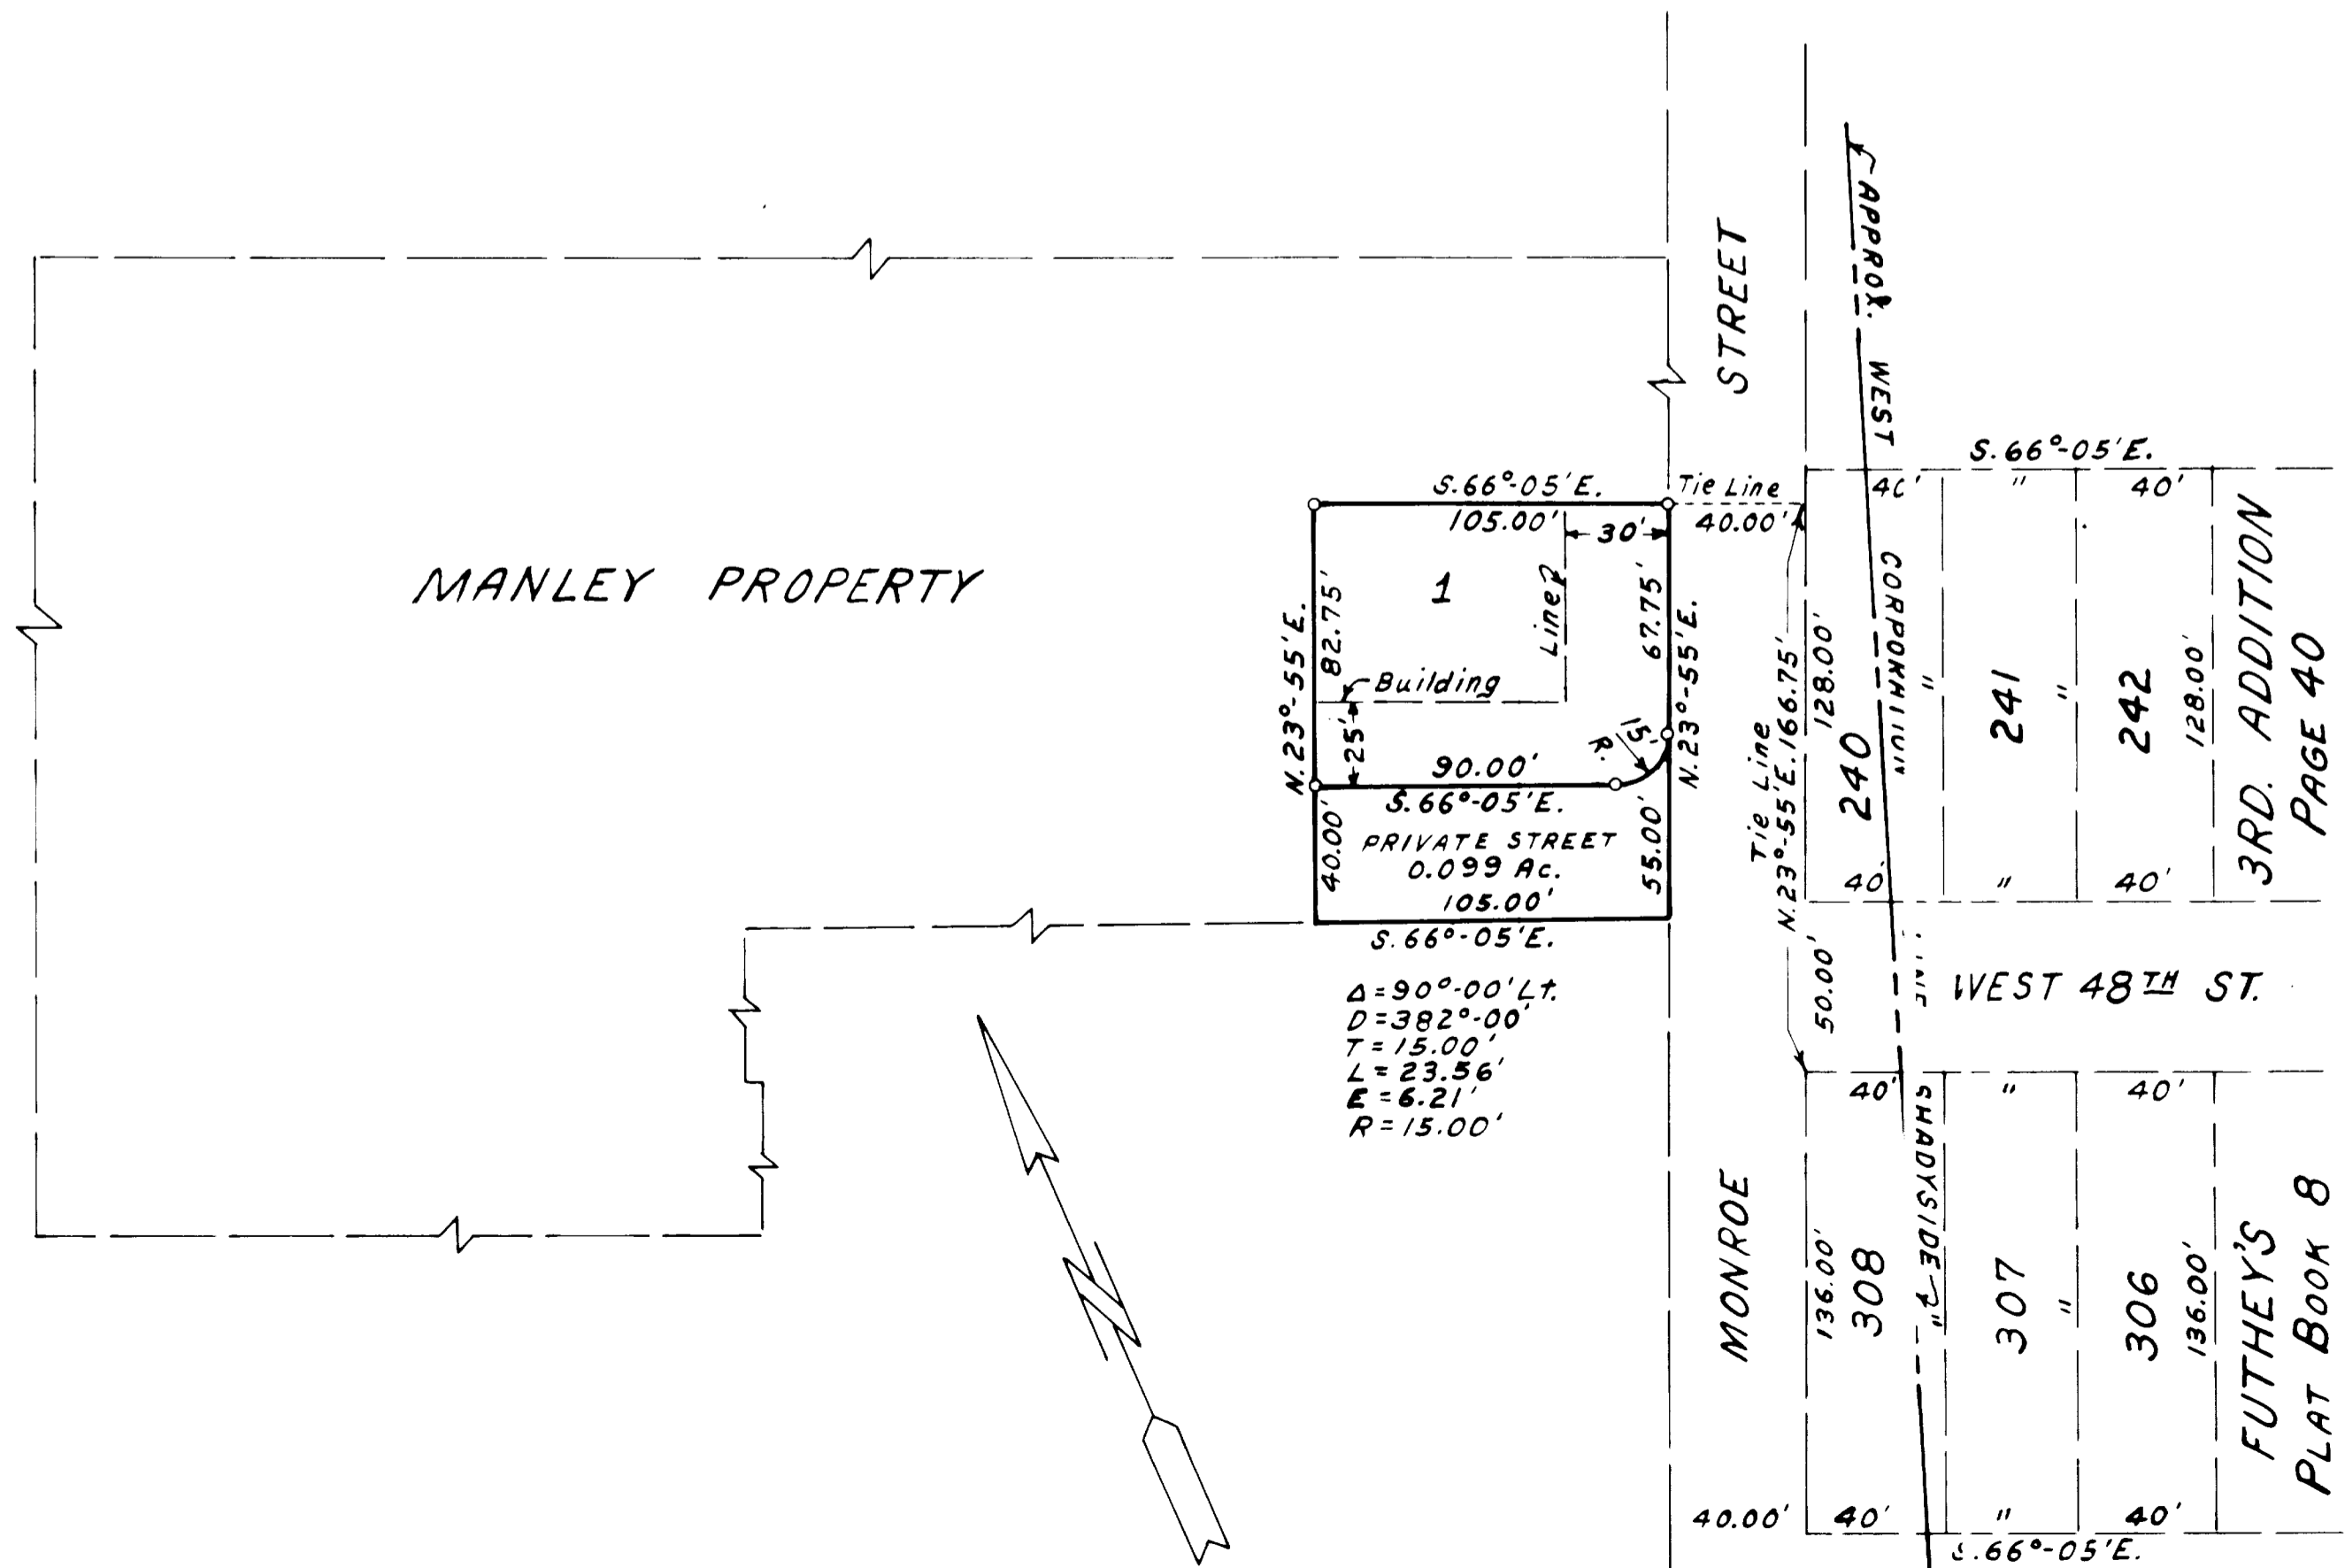 MANLEY PROPERTY
S.66°-05'E.
105.00'
30'
Tie Line
40.00'
1
Line
Building
N.23°-55'E.
82.75'
67.75'
N.23°-55'E.
25'
15'
R.
90.00'
S.66°-05'E.
PRIVATE STREET
0.099 Ac.
105.00'
40.00'
55.00'
S.66°-05'E.
Δ=90°-00'Lt.
D=382°-00'
T=15.00'
L=23.56'
E=6.21'
R=15.00'
STREET
MONROE
40.00'
Tie Line
N.23°-55'E. 166.75'
APPROX. WEST
SHADYSIDE"
S.66°-05'E.
"
40'
128.00'
240
"
241
"
242
128.00'
40'
"
40'
50.00'
WEST 48TH ST.
40'
"
40'
136.00'
308
307
"
306
136.00'
40'
"
40'
.66°-05'E.
3RD. ADDITION
PAGE 40
FUTHEY'S
PLAT BOOK 8